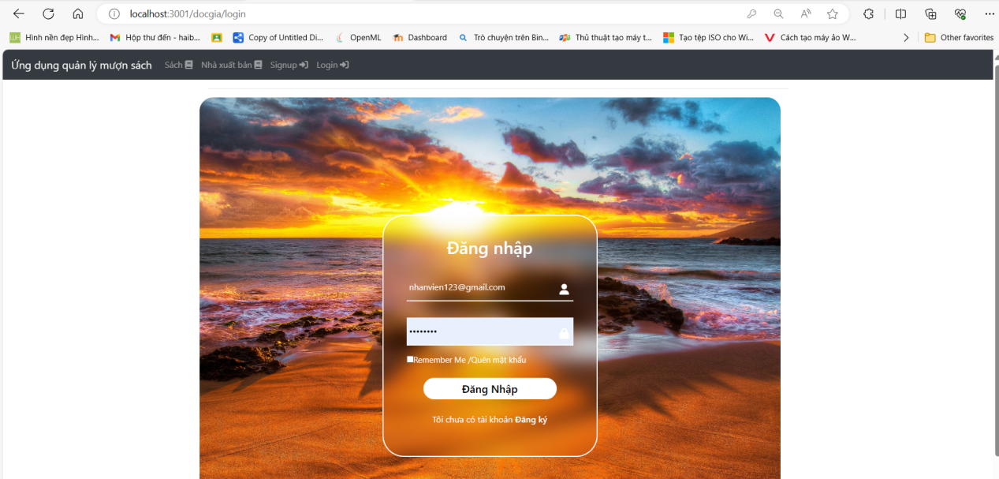 localhost:3001/docgia/login
Hình nền đẹp Hình... Hộp thư đến - haib... Copy of Untitled Di... OpenML Dashboard Trò chuyện trên Bin... Thủ thuật tạo máy t... Tạo tệp ISO cho Wi... Cách tạo máy ảo W... Other favorites
Ứng dụng quản lý mượn sách Sách Nhà xuất bản Signup Login
Đăng nhập
nhanvien123@gmail.com
••••••••
Remember Me /Quên mật khẩu
Đăng Nhập
Tôi chưa có tài khoản Đăng ký